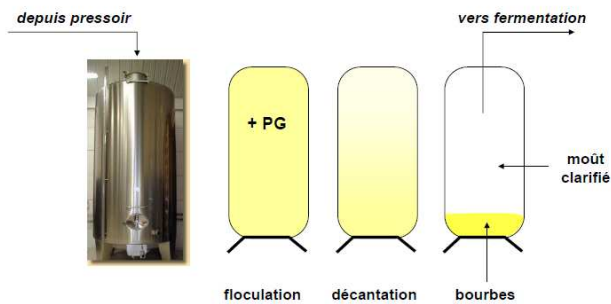 depuis pressoir
vers fermentation
+ PG
moût
clarifié
floculation
décantation
bourbes